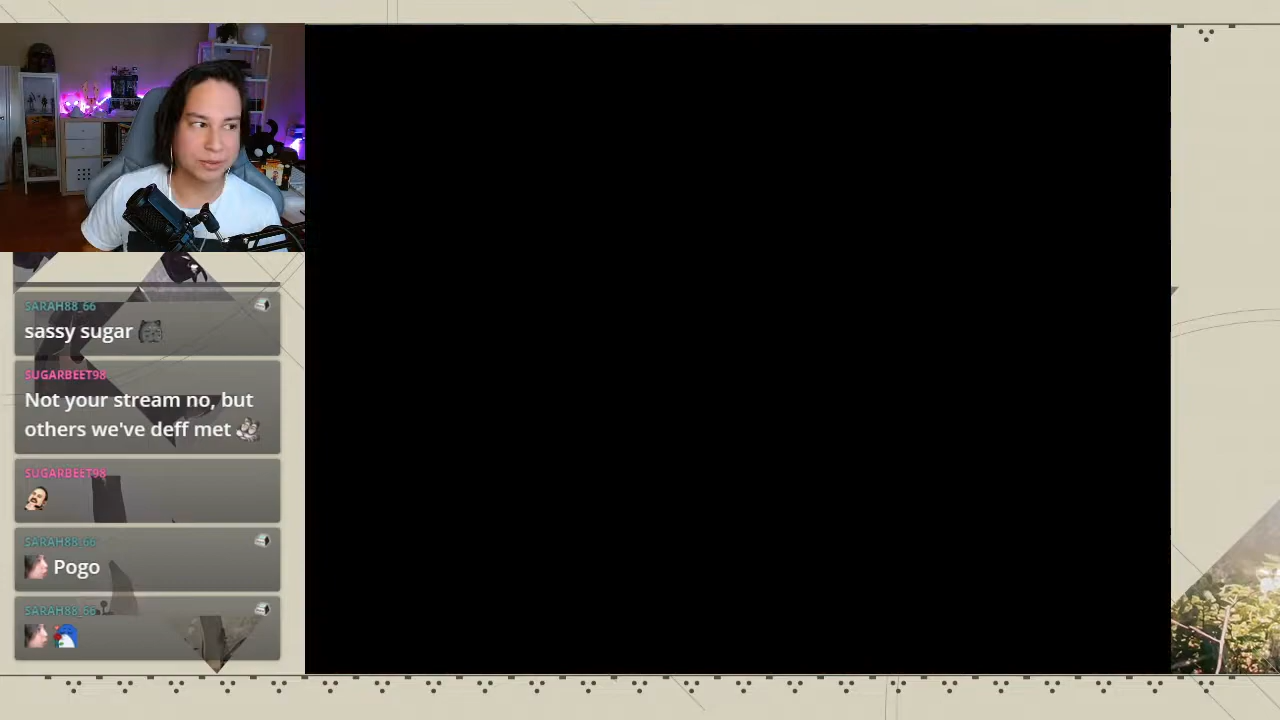 SARAH88_66
sassy sugar
SUGARBEET98
Not your stream no, but
others we've deff met
SUGARBEET98
SARAH88_66
Pogo
SARAH88_66